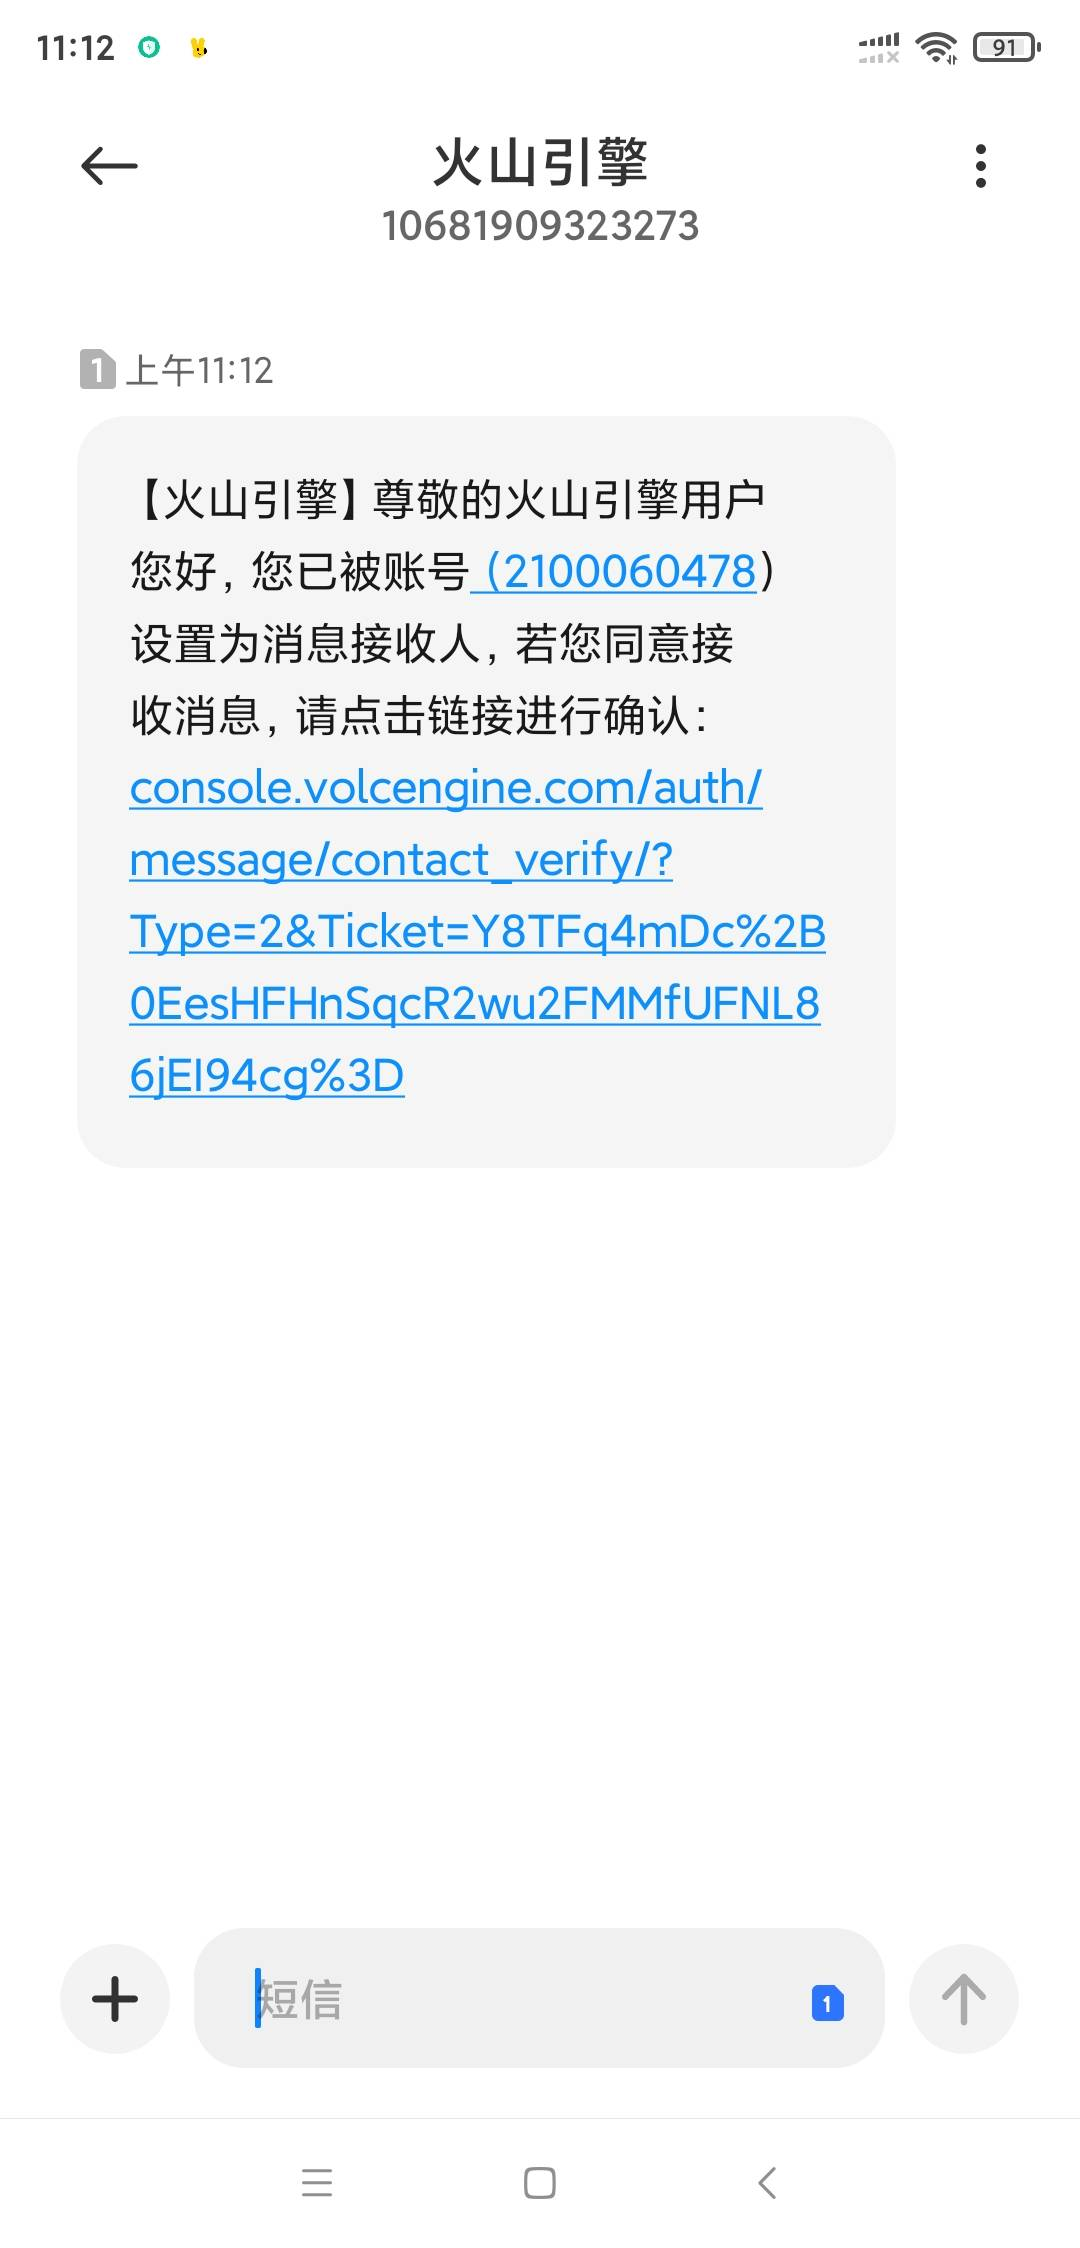 11:12
91
火山引擎
10681909323273
1 上午11:12
【火山引擎】尊敬的火山引擎用户
您好, 您已被账号 (2100060478)
设置为消息接收人, 若您同意接
收消息, 请点击链接进行确认:
console.volcengine.com/auth/
message/contact_verify/?
Type=2&Ticket=Y8TFq4mDc%2B
0EesHFHnSqcR2wu2FMMfUFNL8
6jEI94cg%3D
短信
1